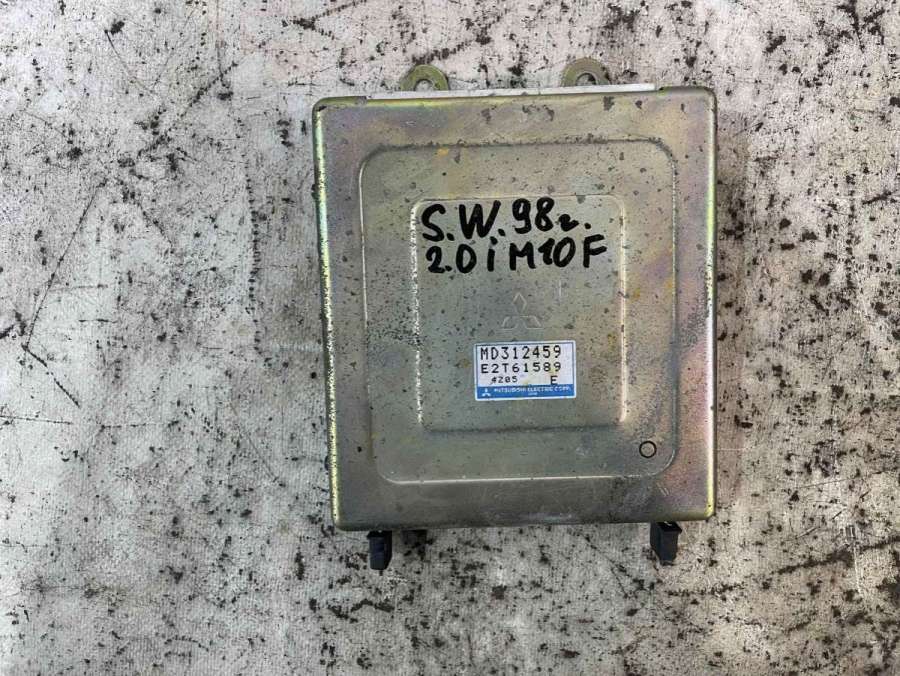 S.W.98г.
2.0i M10F
MD312459
E2T61589
4205 E
MITSUBISHI ELECTRIC CORP.